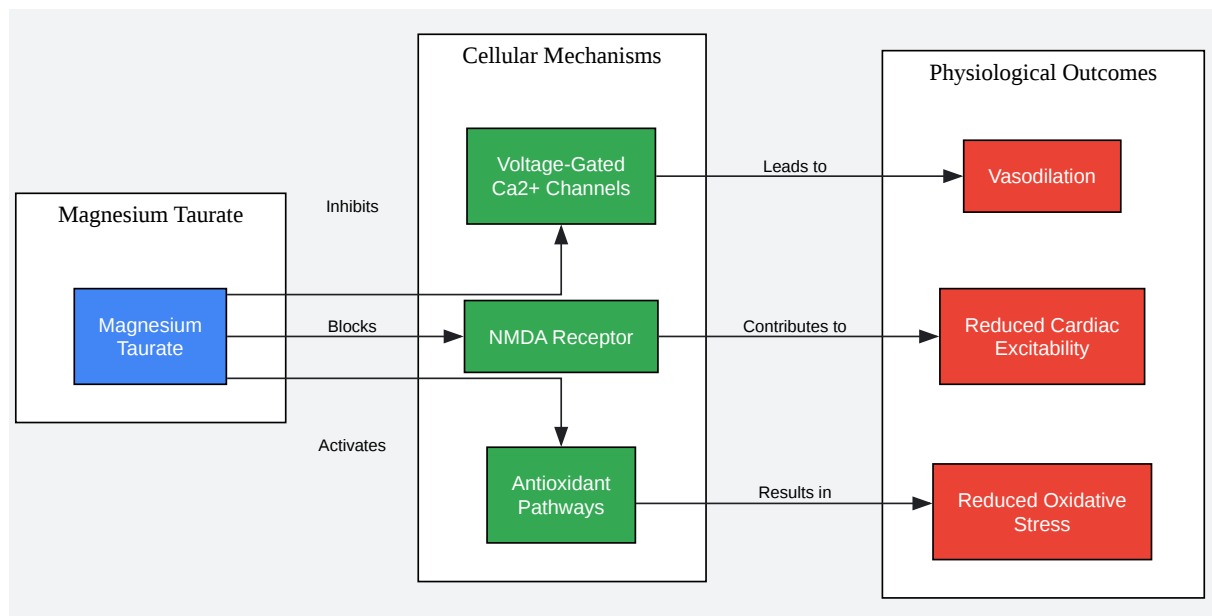 Magnesium Taurate
Magnesium
Taurate
Inhibits
Blocks
Activates
Cellular Mechanisms
Voltage-Gated
Ca2+ Channels
NMDA Receptor
Antioxidant
Pathways
Leads to
Contributes to
Results in
Physiological Outcomes
Vasodilation
Reduced Cardiac
Excitability
Reduced Oxidative
Stress